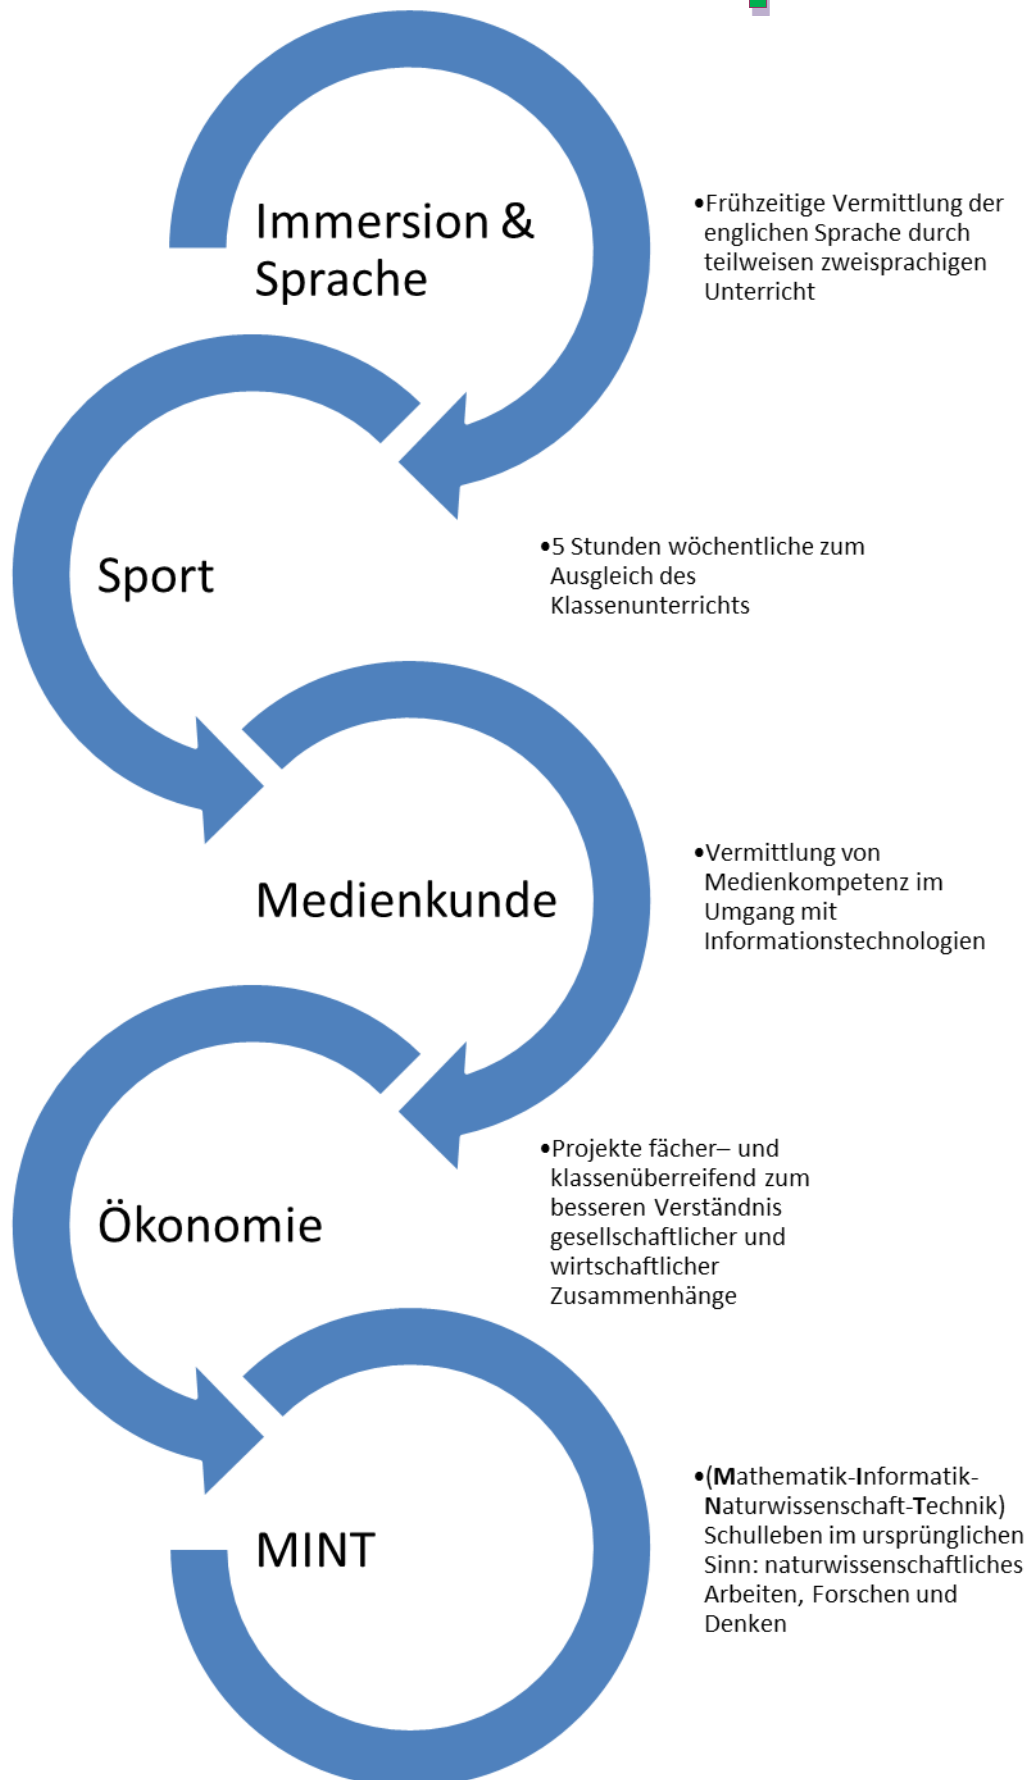 Immersion &
Sprache
•Frühzeitige Vermittlung der
englichen Sprache durch
teilweisen zweisprachigen
Unterricht
Sport
•5 Stunden wöchentliche zum
Ausgleich des
Klassenunterrichts
Medienkunde
•Vermittlung von
Medienkompetenz im
Umgang mit
Informationstechnologien
Ökonomie
•Projekte fächer– und
klassenüberreifend zum
besseren Verständnis
gesellschaftlicher und
wirtschaftlicher
Zusammenhänge
MINT
•(Mathematik-Informatik-
Naturwissenschaft-Technik)
Schulleben im ursprünglichen
Sinn: naturwissenschaftliches
Arbeiten, Forschen und
Denken